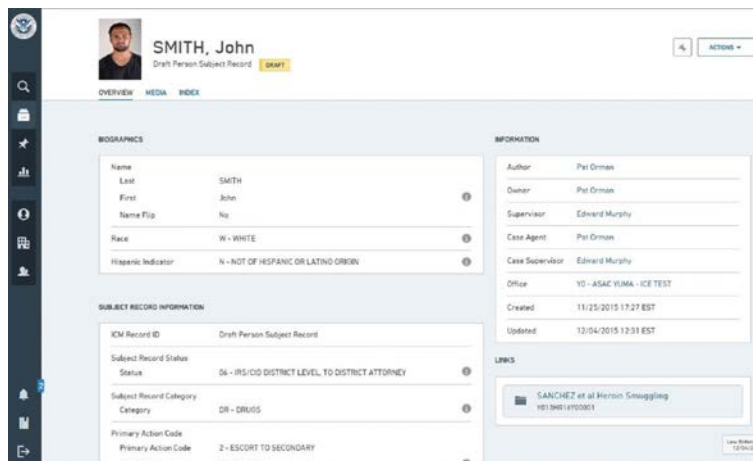 SMITH, John
Draft Person Subject Record DRAFT
ACTIONS
OVERVIEW MEDIA INDEX
BIOGRAPHICS
Name
Last SMITH
First John
Name Flip No
Race W - WHITE
Hispanic Indicator N - NOT OF HISPANIC OR LATINO ORIGIN
SUBJECT RECORD INFORMATION
ICM Record ID Draft Person Subject Record
Subject Record Status
Status 06 - IRS/CID DISTRICT LEVEL, TO DISTRICT ATTORNEY
Subject Record Category
Category DR - DRUGS
Primary Action Code
Primary Action Code 2 - ESCORT TO SECONDARY
INFORMATION
Author Pat Orman
Owner Pat Orman
Supervisor Edward Murphy
Case Agent Pat Orman
Case Supervisor Edward Murphy
Office YO - ASAC YUMA - ICE TEST
Created 11/25/2015 17:27 EST
Updated 12/04/2015 12:31 EST
LINKS
SANCHEZ et al Heroin Smuggling
2